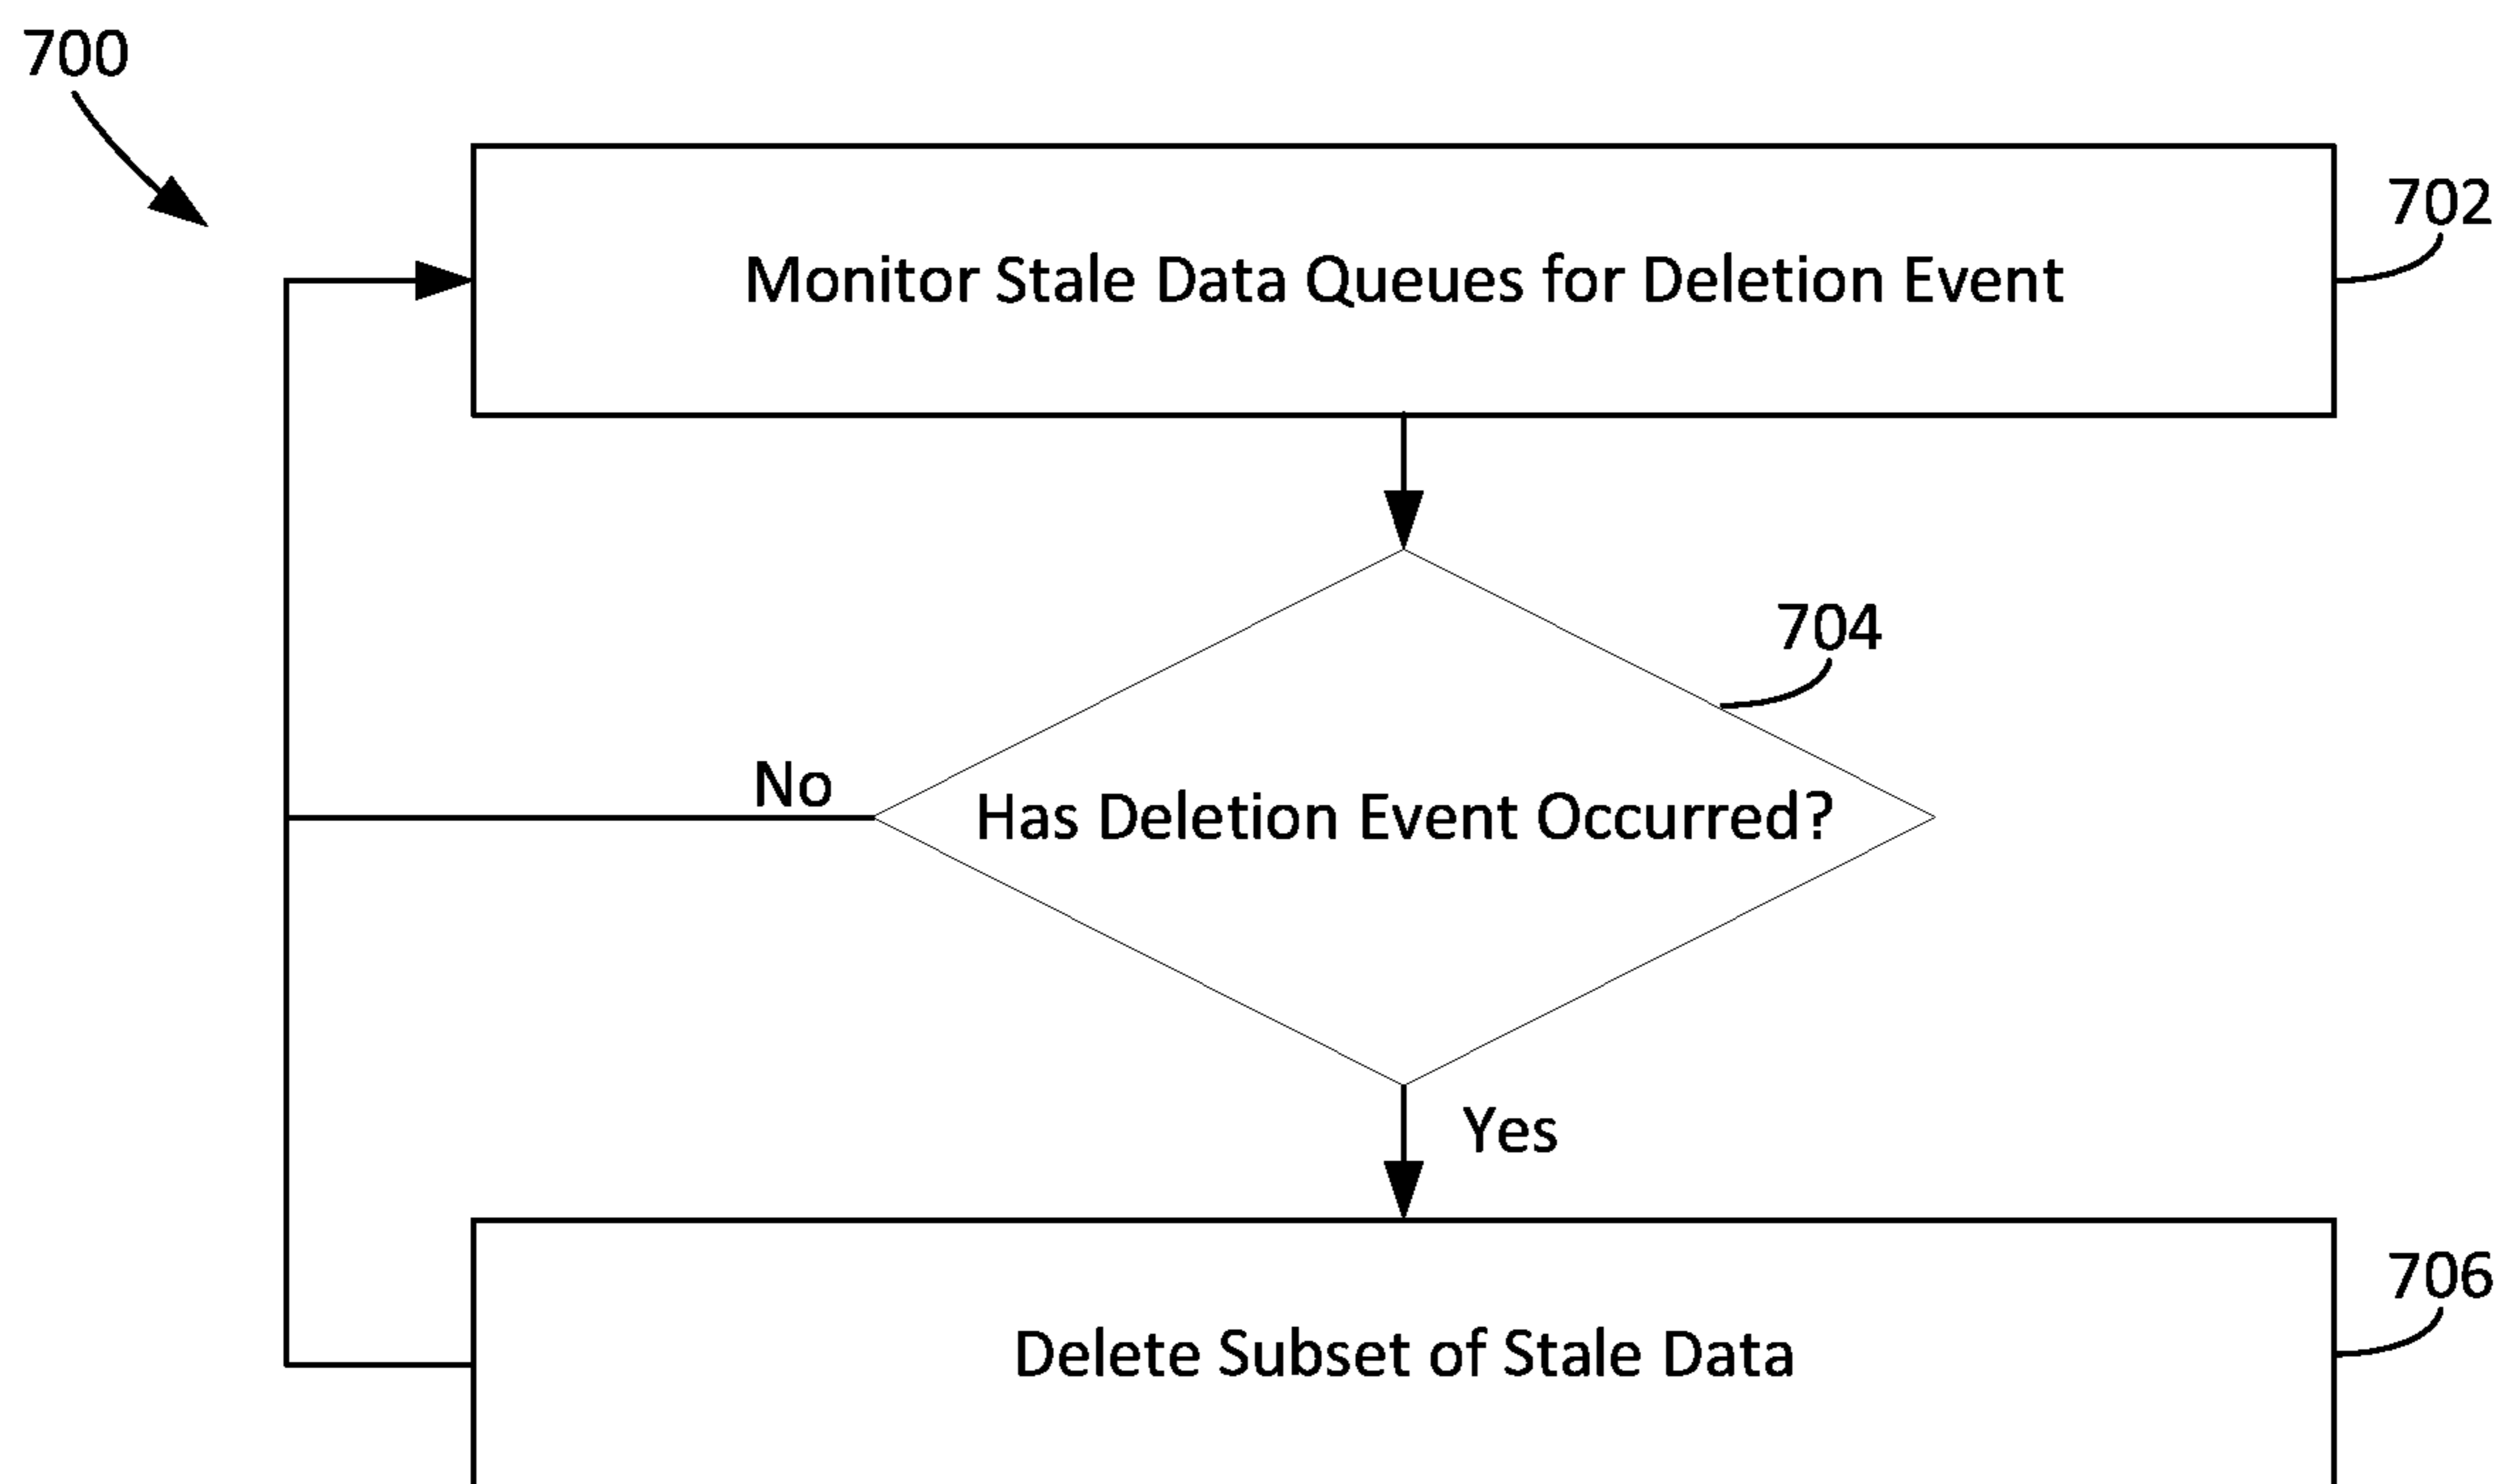 700
702
Monitor Stale Data Queues for Deletion Event
704
No
Has Deletion Event Occurred?
Yes
706
Delete Subset of Stale Data